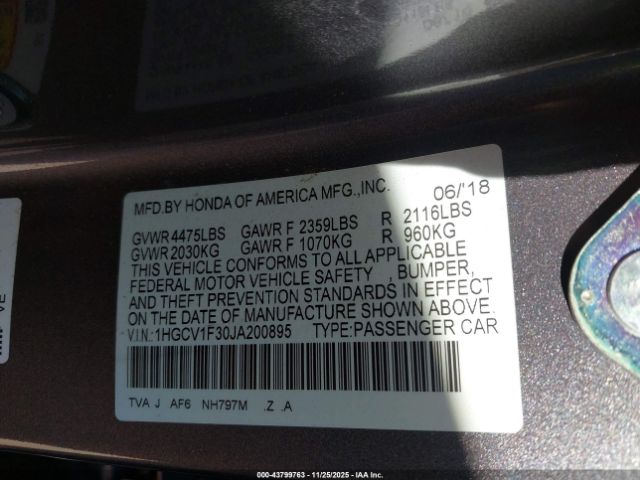 MFD.BY HONDA OF AMERICA MFG.,INC. 06/'18
GVWR 4475LBS GAWR F 2359LBS R 2116LBS
GVWR 2030KG GAWR F 1070KG R 960KG
THIS VEHICLE CONFORMS TO ALL APPLICABLE
FEDERAL MOTOR VEHICLE SAFETY , BUMPER,
AND THEFT PREVENTION STANDARDS IN EFFECT
ON THE DATE OF MANUFACTURE SHOWN ABOVE.
V.I.N.:1HGCV1F30JA200895 TYPE:PASSENGER CAR
TVA J AF6 NH797M .Z .A
VE
000-43799763 | 11/25/2025 - IAA Inc.